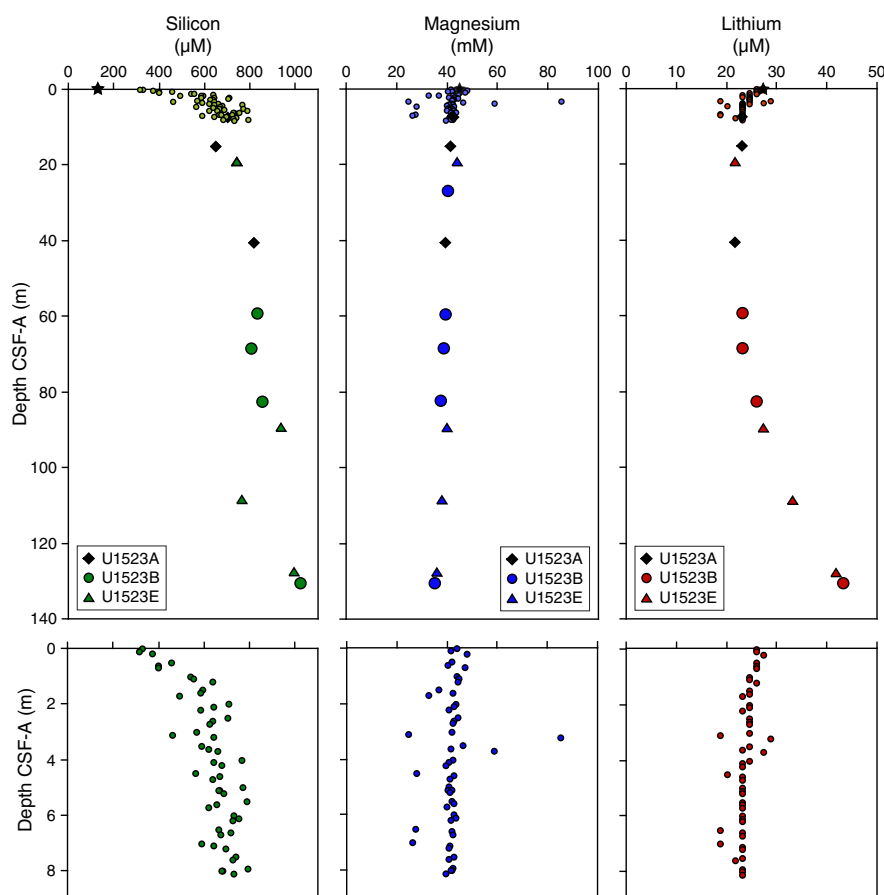 Silicon
(µM)
Magnesium
(mM)
Lithium
(µM)
0 200 400 600 800 1000
0 20 40 60 80 100
0 10 20 30 40 50
0
20
40
60
80
100
120
140
Depth CSF-A (m)
U1523A
U1523B
U1523E
U1523A
U1523B
U1523E
U1523A
U1523B
U1523E
0
2
4
6
8
Depth CSF-A (m)